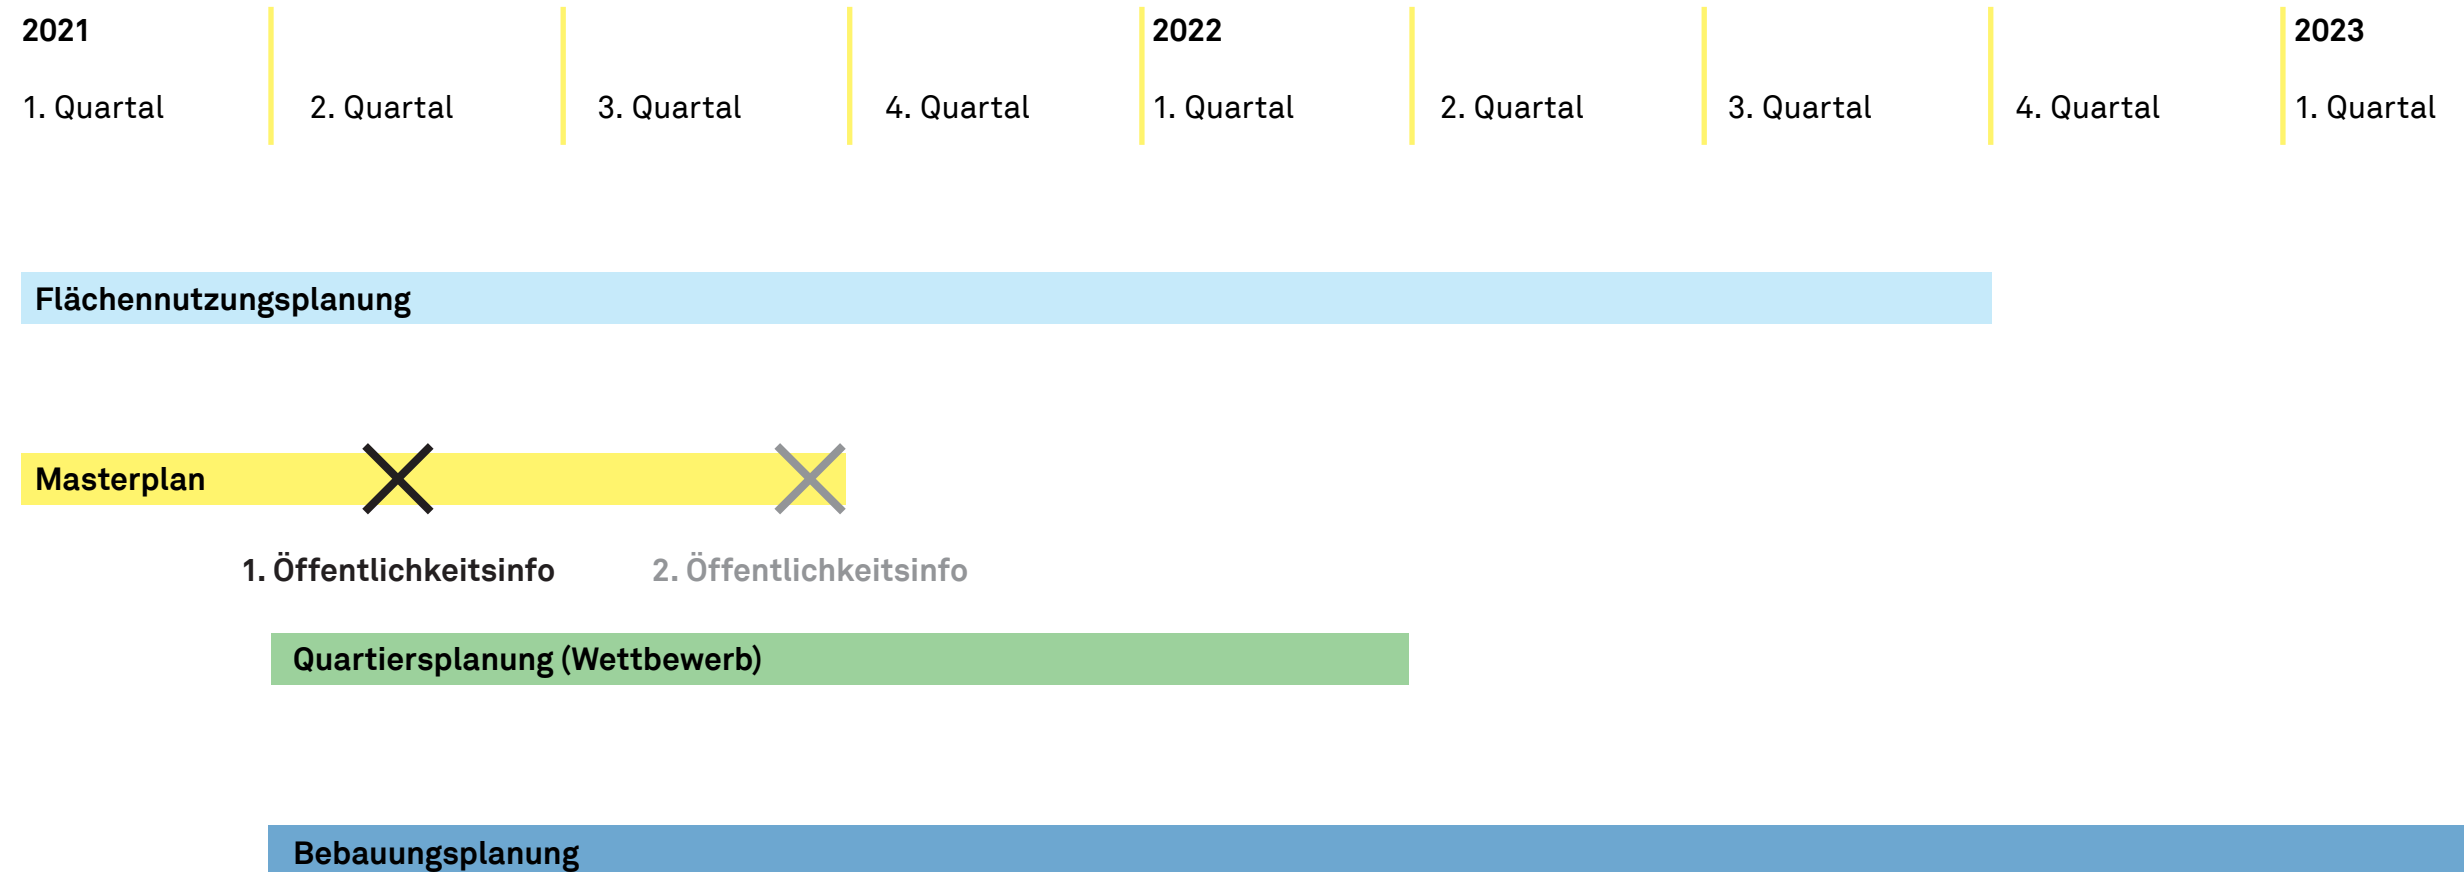 2021 2022 2023
1. Quartal 2. Quartal 3. Quartal 4. Quartal 1. Quartal 2. Quartal 3. Quartal 4. Quartal 1. Quartal
Flächennutzungsplanung
Masterplan
1. Öffentlichkeitsinfo 2. Öffentlichkeitsinfo
Quartiersplanung (Wettbewerb)
Bebauungsplanung